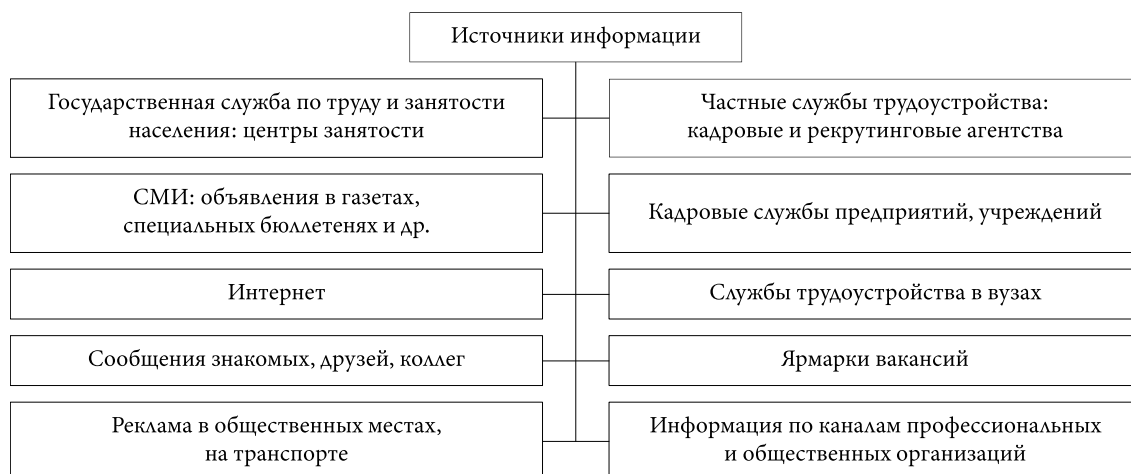 Источники информации
Государственная служба по труду и занятости
населения: центры занятости
Частные службы трудоустройства:
кадровые и рекрутинговые агентства
СМИ: объявления в газетах,
специальных бюллетенях и др.
Кадровые службы предприятий, учреждений
Интернет
Службы трудоустройства в вузах
Сообщения знакомых, друзей, коллег
Ярмарки вакансий
Реклама в общественных местах,
на транспорте
Информация по каналам профессиональных
и общественных организаций